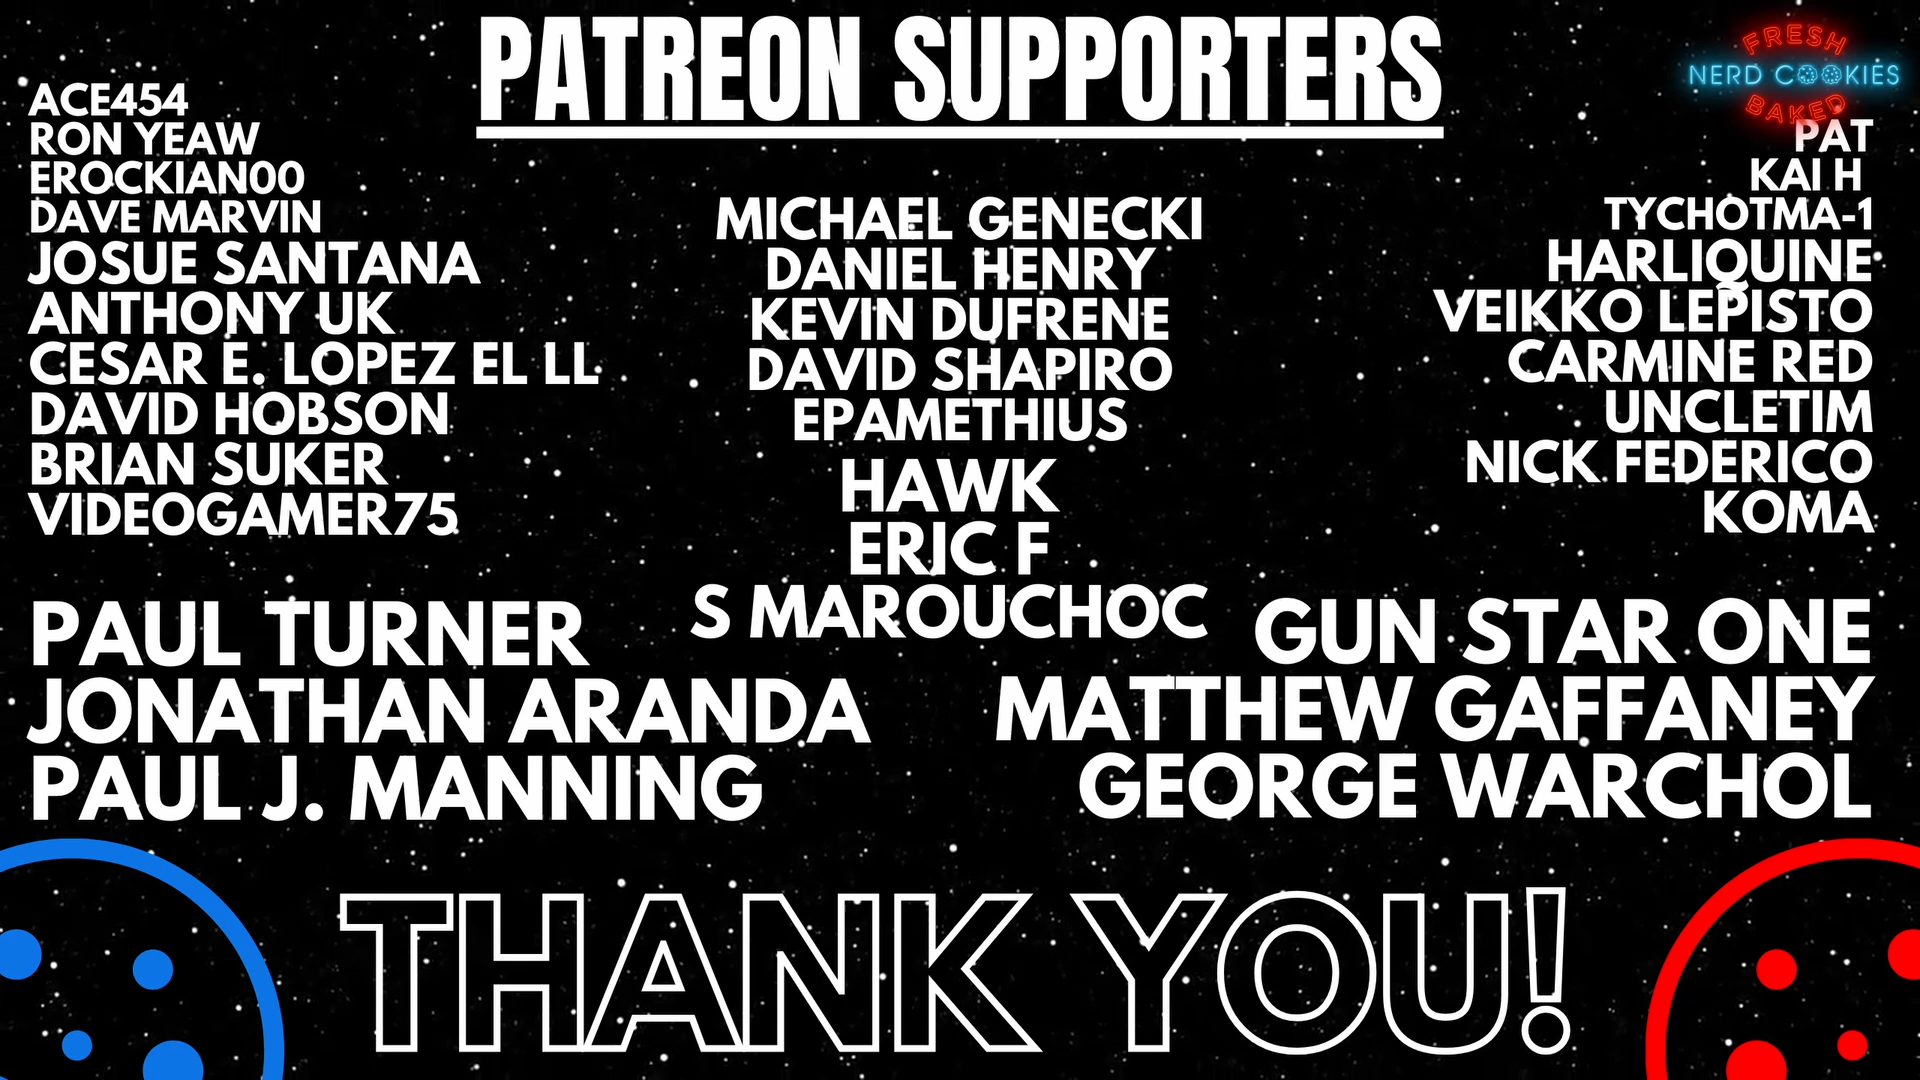 PATREON SUPPORTERS
FRESH
NERD COOKIES
BAKED
ACE454
RON YEAW
EROCKIAN00
DAVE MARVIN
JOSUE SANTANA
ANTHONY UK
CESAR E. LOPEZ EL LL
DAVID HOBSON
BRIAN SUKER
VIDEOGAMER75
MICHAEL GENECKI
DANIEL HENRY
KEVIN DUFRENE
DAVID SHAPIRO
EPAMETHIUS
HAWK
ERIC F
S MAROUCHOC
PAT
KAI H
TYCHOTMA-1
HARLIQUINE
VEIKKO LEPISTO
CARMINE RED
UNCLETIM
NICK FEDERICO
KOMA
PAUL TURNER
JONATHAN ARANDA
PAUL J. MANNING
GUN STAR ONE
MATTHEW GAFFANEY
GEORGE WARCHOL
THANK YOU!